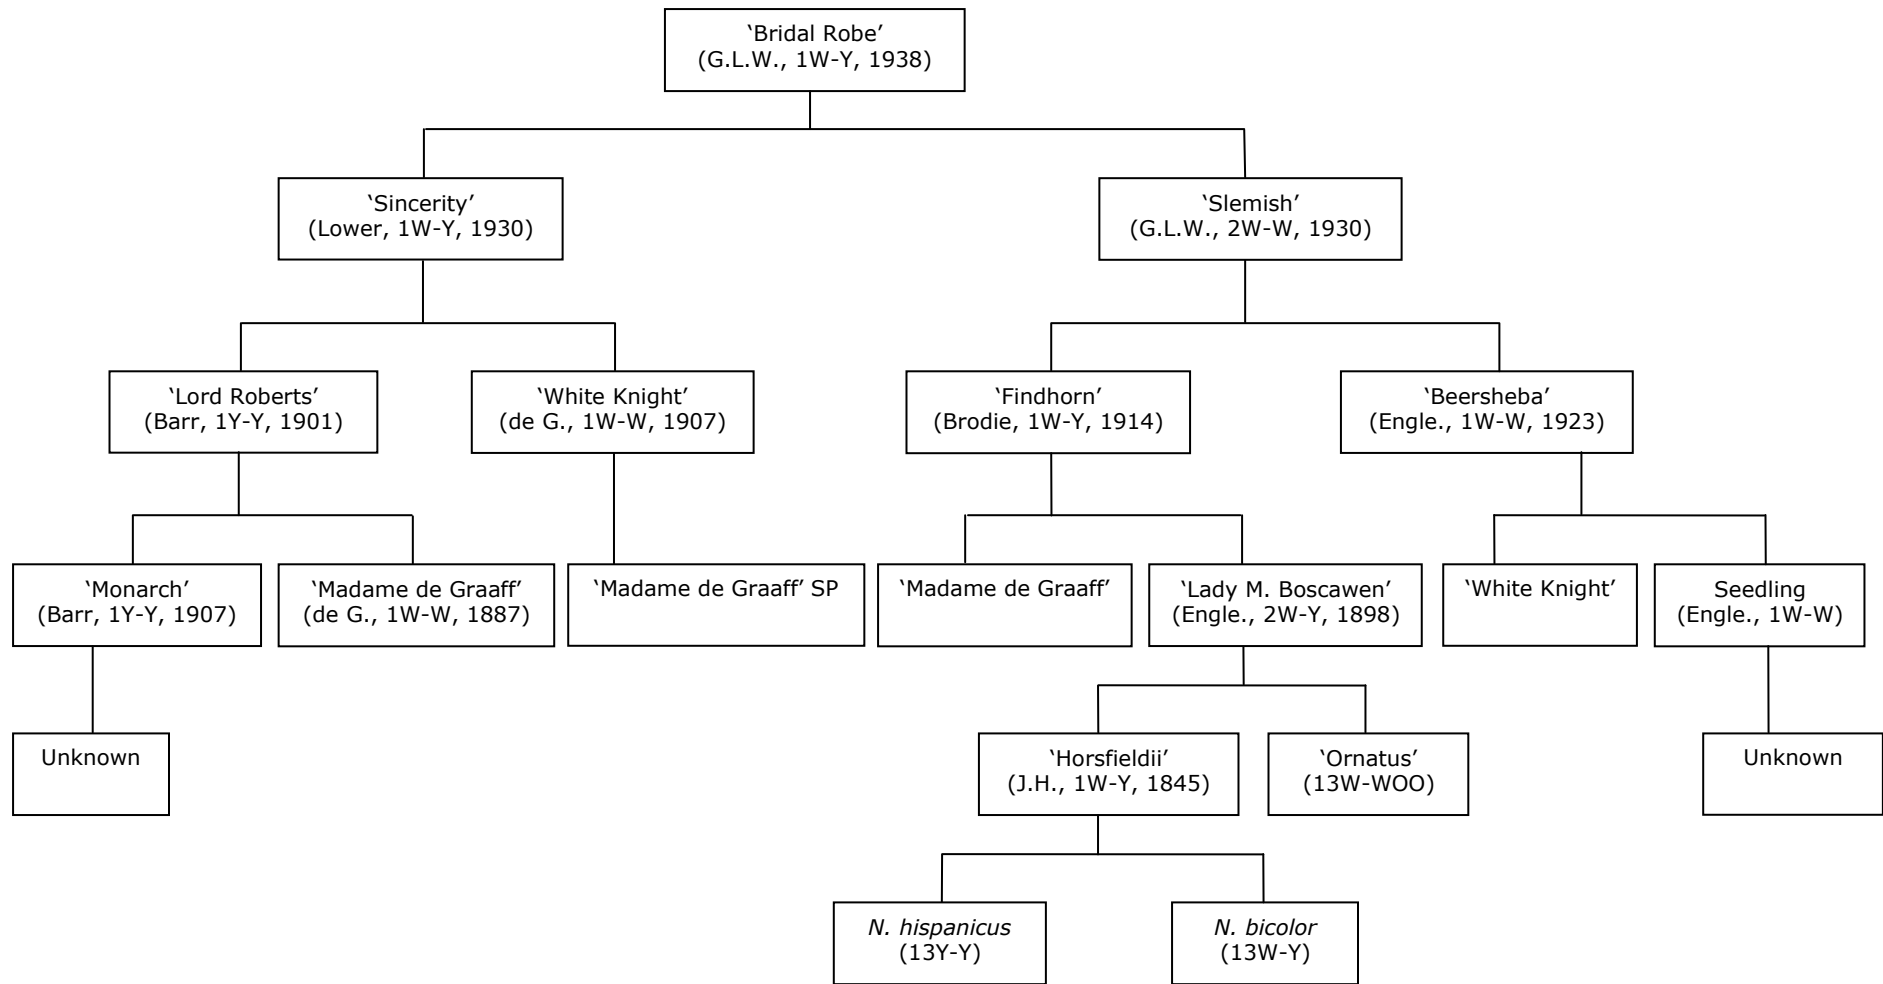 ‘Bridal Robe’
(G.L.W., 1W-Y, 1938)
‘Sincerity’
(Lower, 1W-Y, 1930)
‘Slemish’
(G.L.W., 2W-W, 1930)
‘Lord Roberts’
(Barr, 1Y-Y, 1901)
‘White Knight’
(de G., 1W-W, 1907)
‘Findhorn’
(Brodie, 1W-Y, 1914)
‘Beersheba’
(Engle., 1W-W, 1923)
‘Monarch’
(Barr, 1Y-Y, 1907)
‘Madame de Graaff’
(de G., 1W-W, 1887)
‘Madame de Graaff’ SP
‘Madame de Graaff’
‘Lady M. Boscawen’
(Engle., 2W-Y, 1898)
‘White Knight’
Seedling
(Engle., 1W-W)
Unknown
‘Horsfieldii’
(J.H., 1W-Y, 1845)
‘Ornatus’
(13W-WOO)
Unknown
N. hispanicus
(13Y-Y)
N. bicolor
(13W-Y)